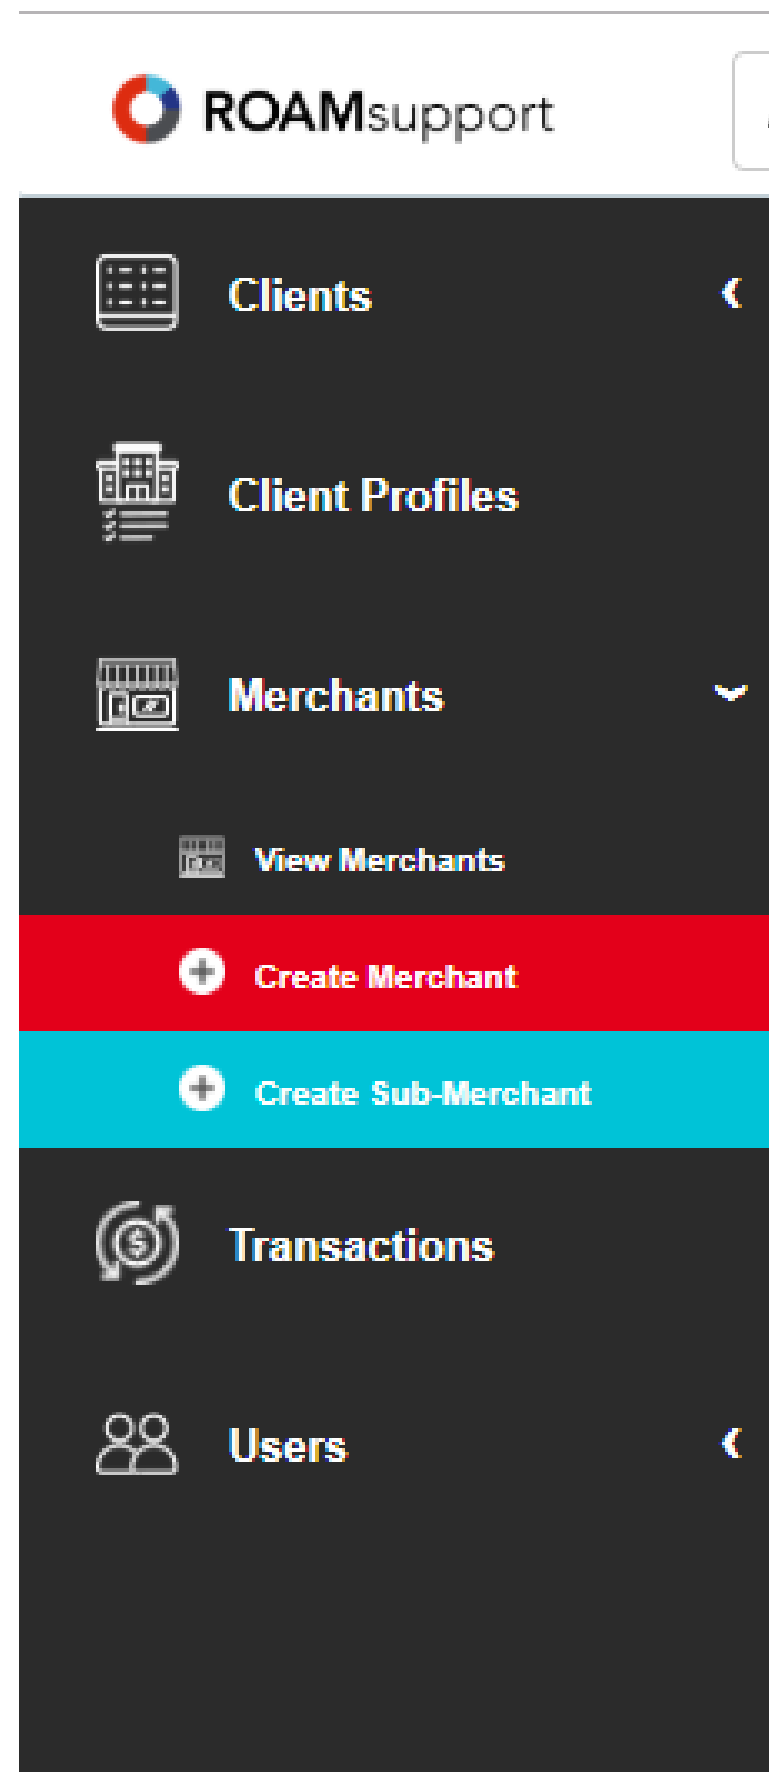 ROAMsupport
Clients
Client Profiles
Merchants
View Merchants
Create Merchant
Create Sub-Merchant
Transactions
Users